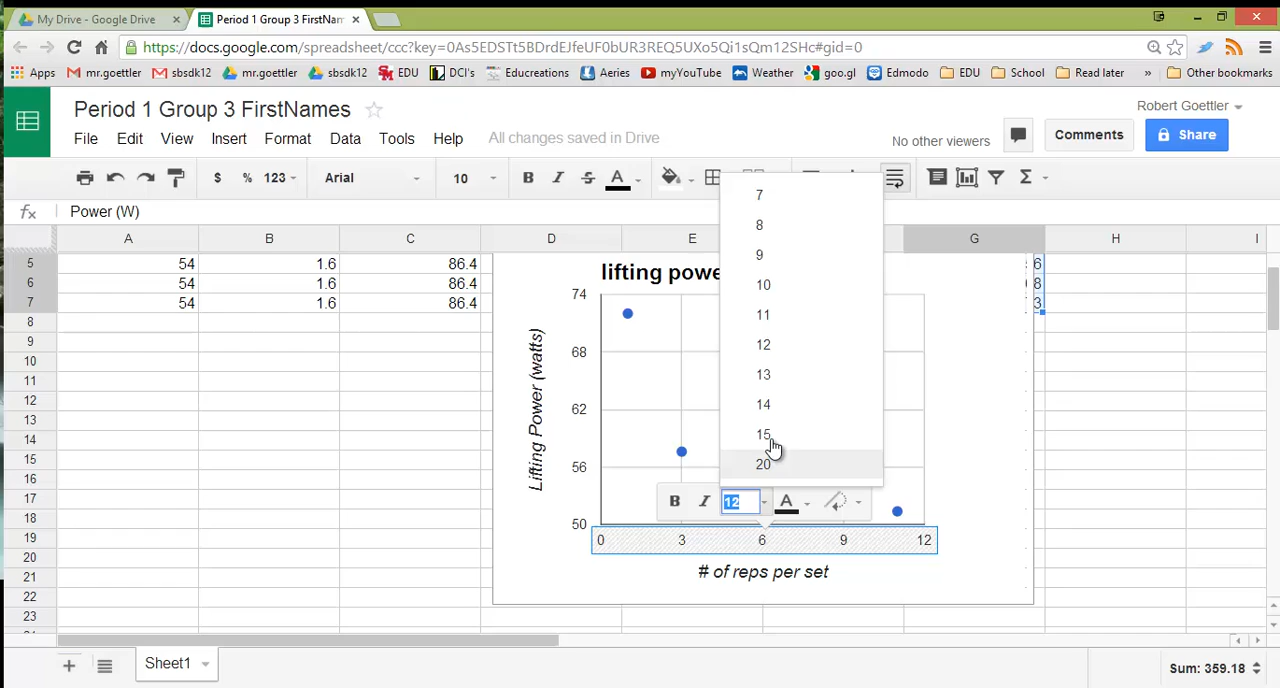 My Drive - Google Drive × Period 1 Group 3 FirstNam ×
https://docs.google.com/spreadsheet/ccc?key=0As5EDSTt5BDrdEJfeUF0bUR3REQ5UXo5Qi1sQm12SHc#gid=0
Apps mr.goettler sbsdk12 mr.goettler sbsdk12 EDU DCI's Educreations Aeries myYouTube Weather goo.gl Edmodo EDU School Read later » Other bookmarks
Robert Goettler
Period 1 Group 3 FirstNames
File Edit View Insert Format Data Tools Help All changes saved in Drive No other viewers Comments Share
$ % 123 Arial 10 B I S A Σ
fx Power (W)
A B C D E G H I
5 54 1.6 86.4 6
6 54 1.6 86.4 8
7 54 1.6 86.4 3
8
9
10
11
12
13
14
15
16
17
18
19
20
21
22
23
lifting powe
74
68
62
56
50
Lifting Power (watts)
0 3 6 9 12
# of reps per set
7
8
9
10
11
12
13
14
15
20
B I 12 A
Sheet1
Sum: 359.18